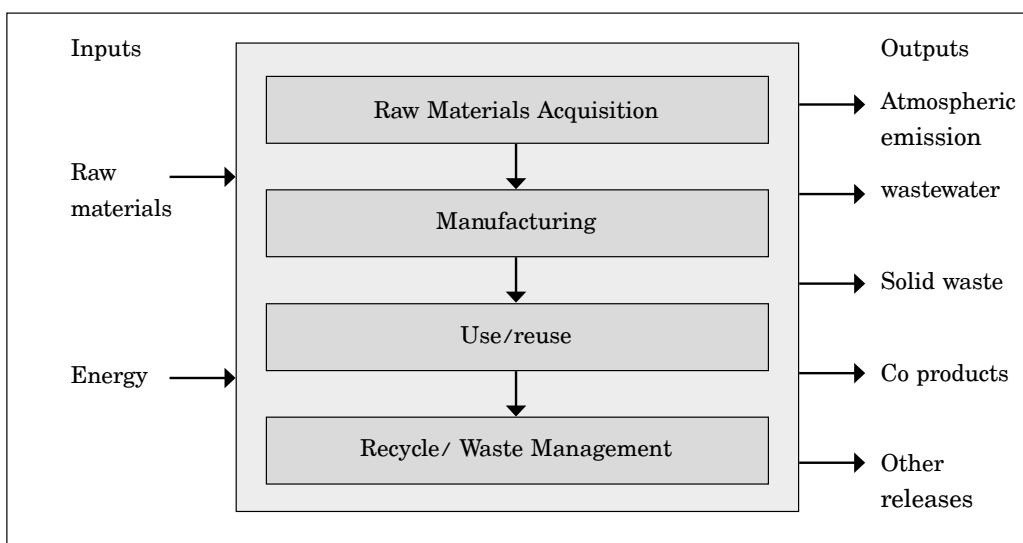 Inputs
Outputs
Raw Materials Acquisition
Atmospheric
emission
Raw
materials
wastewater
Manufacturing
Solid waste
Use/reuse
Energy
Co products
Recycle/ Waste Management
Other
releases